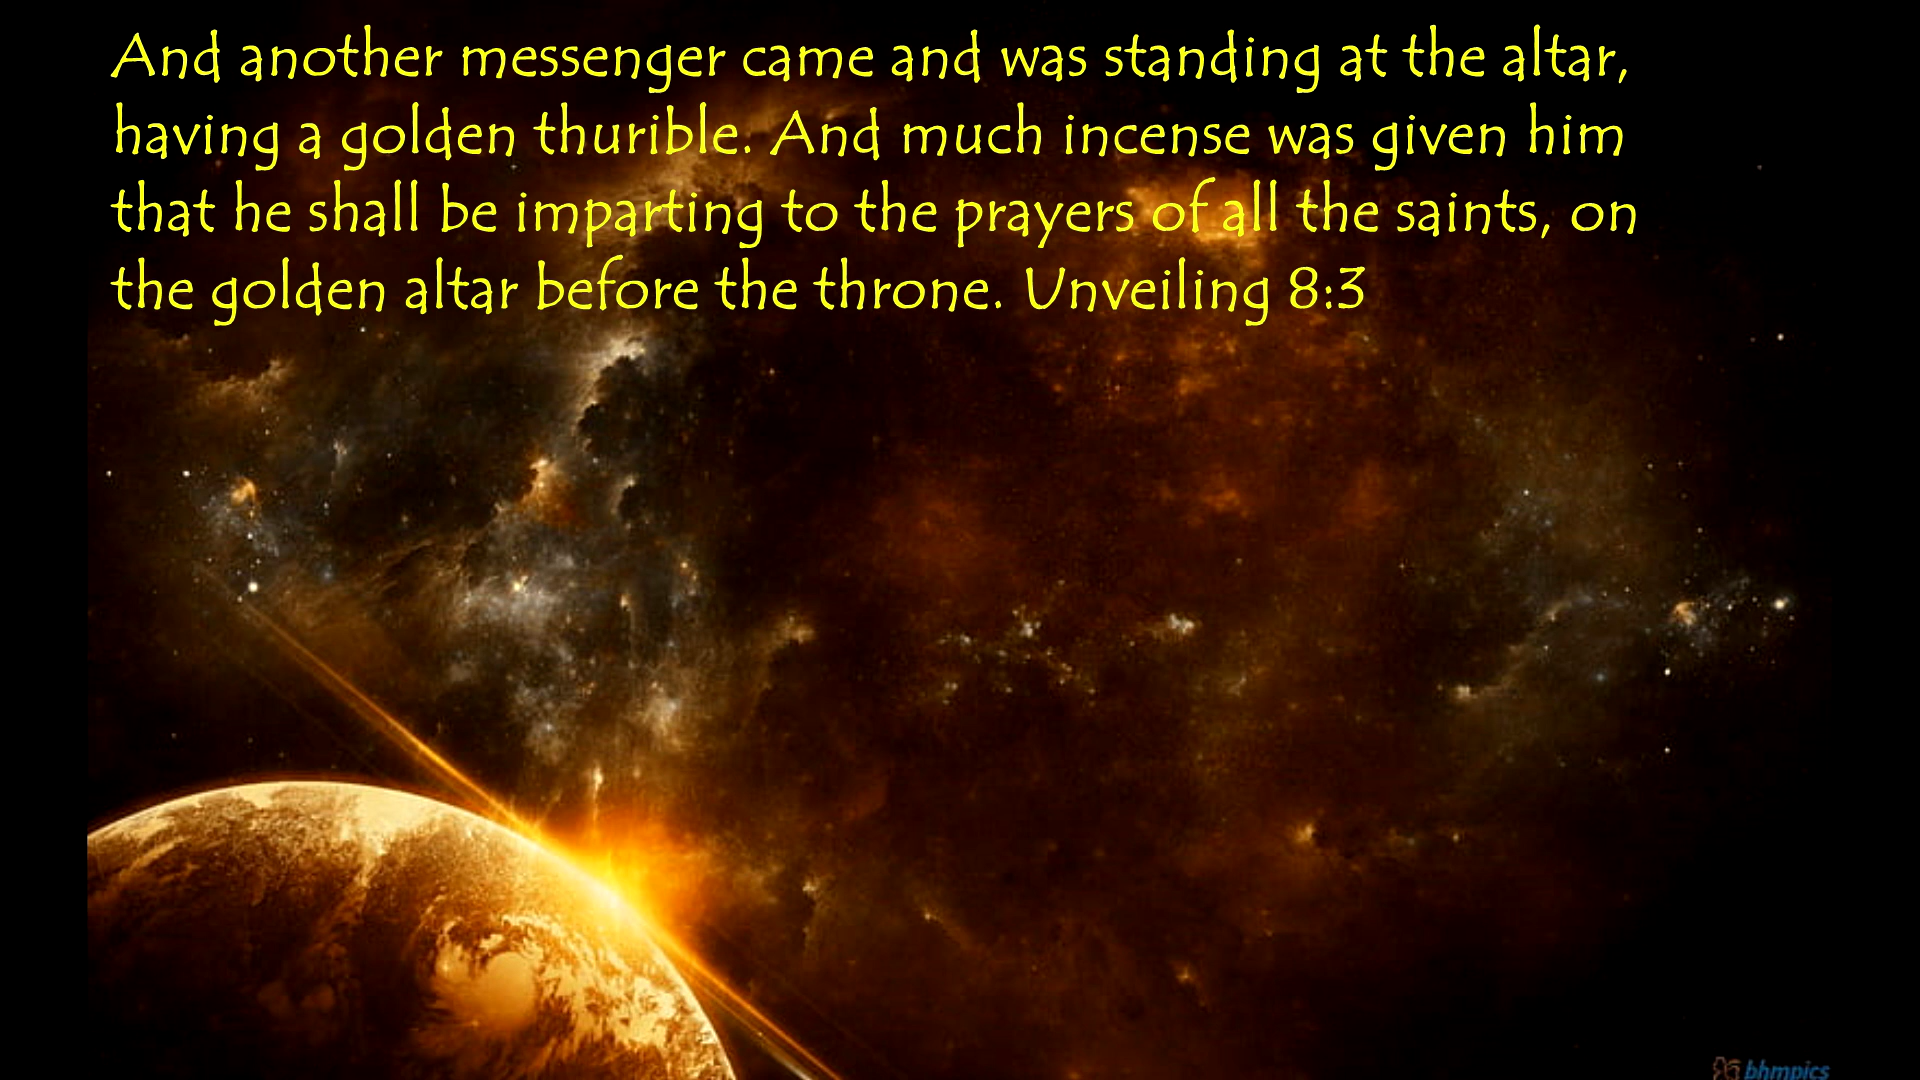 And another messenger came and was standing at the altar,
having a golden thurible. And much incense was given him
that he shall be imparting to the prayers of all the saints, on
the golden altar before the throne. Unveiling 8:3
bhmpics